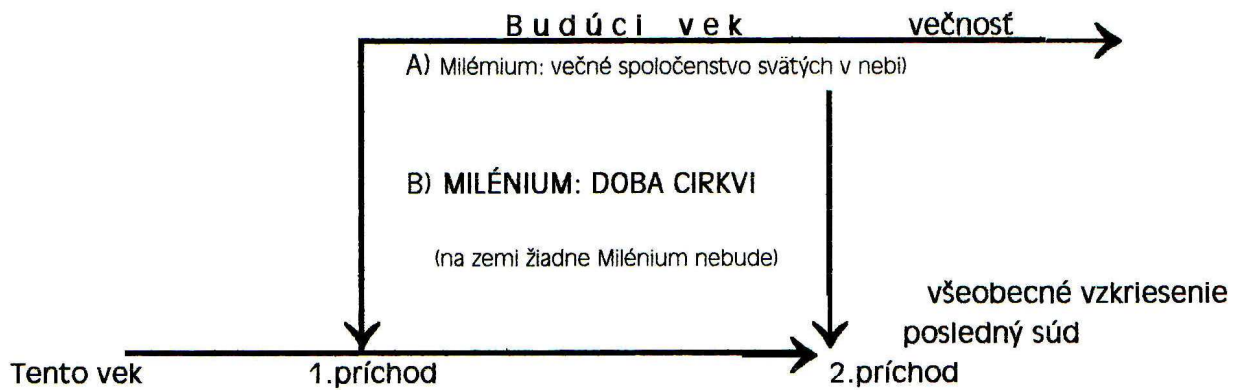 Budúci vek večnosť
A) Milémium: večné spoločenstvo svätých v nebi)
B) MILÉNIUM: DOBA CIRKVI
(na zemi žiadne Milénium nebude)
všeobecné vzkriesenie
posledný súd
Tento vek 1.príchod 2.príchod